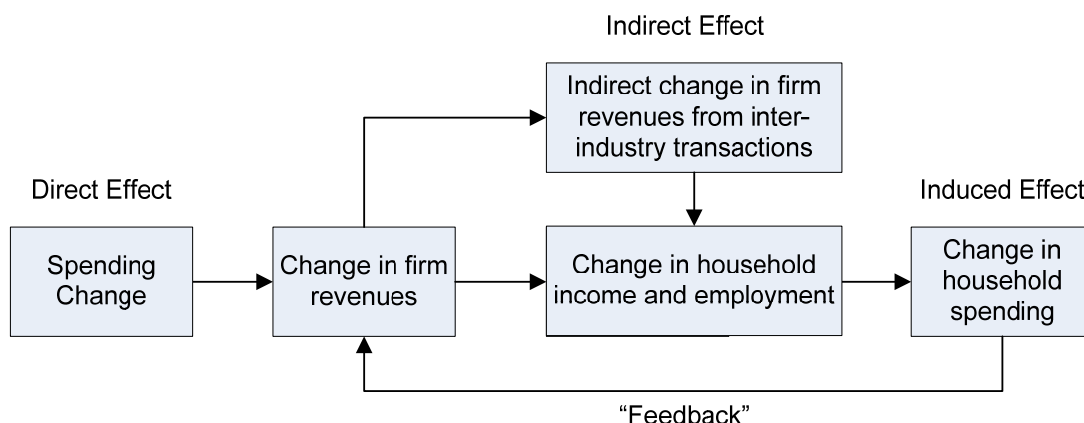 Indirect Effect
Indirect change in firm
revenues from inter-
industry transactions
Direct Effect
Induced Effect
Spending
Change
Change in firm
revenues
Change in household
income and employment
Change in
household
spending
“Feedback”